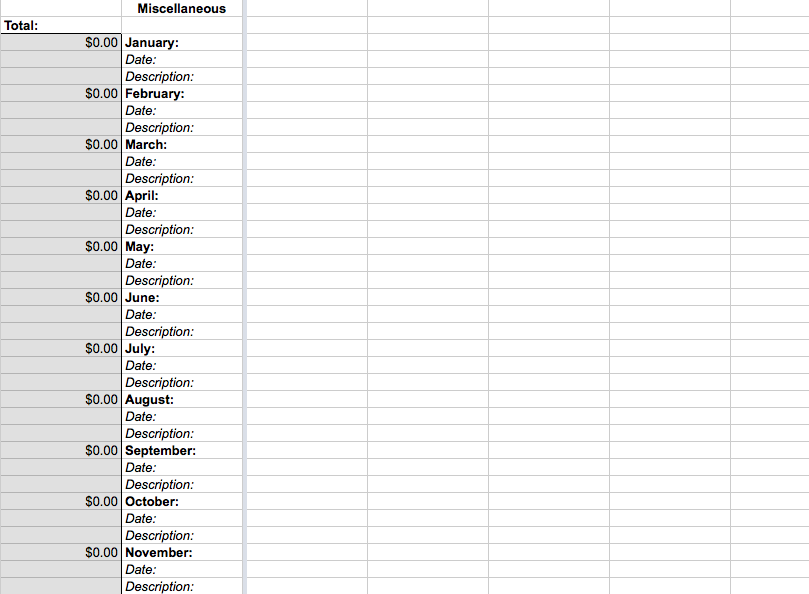 Miscellaneous
Total:
$0.00 January:
Date:
Description:
$0.00 February:
Date:
Description:
$0.00 March:
Date:
Description:
$0.00 April:
Date:
Description:
$0.00 May:
Date:
Description:
$0.00 June:
Date:
Description:
$0.00 July:
Date:
Description:
$0.00 August:
Date:
Description:
$0.00 September:
Date:
Description:
$0.00 October:
Date:
Description:
$0.00 November:
Date:
Description: